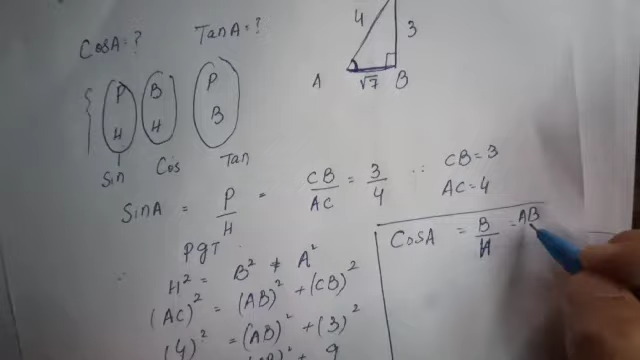 CosA=? TanA=?
4
3
A √7 B
P B P
H H B
Sin Cos Tan
SinA = P/H = CB/AC = 3/4 ∵ CB=3
AC=4
PGT
H² = B² + A²
(AC)² = (AB)² + (CB)²
(4)² = (AB)² + (3)²
+ 9
CosA = B/H = AB